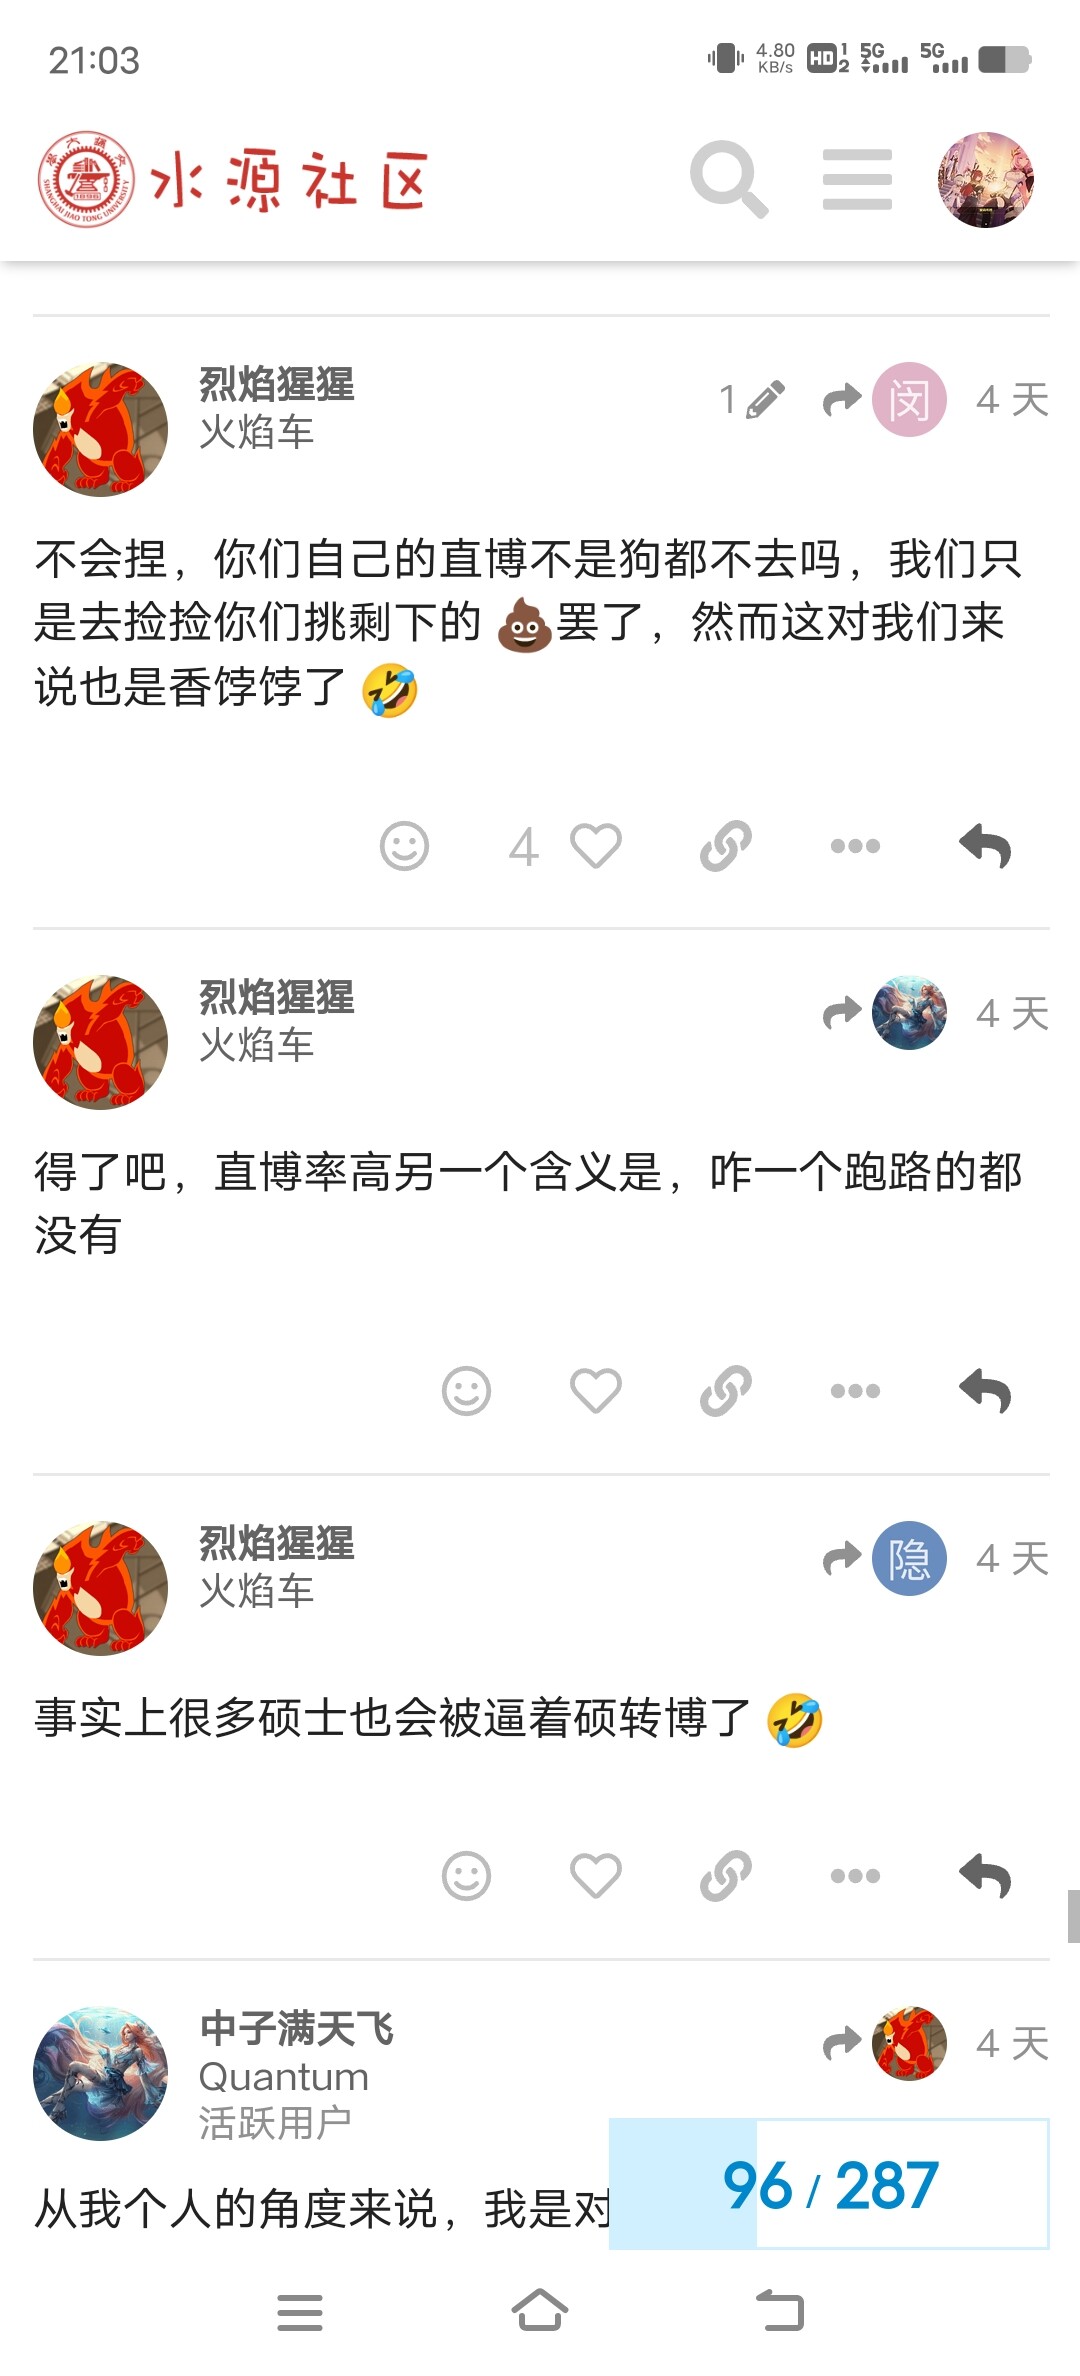 21:03
4.80
KB/s
HD
1
2
5G
5G
SHANGHAI JIAO TONG UNIVERSITY
水源社区
烈焰猩猩
火焰车
1
闵
4 天
不会捏，你们自己的直博不是狗都不去吗，我们只
是去捡捡你们挑剩下的 💩罢了，然而这对我们来
说也是香饽饽了 🤣
4
烈焰猩猩
火焰车
4 天
得了吧，直博率高另一个含义是，咋一个跑路的都
没有
烈焰猩猩
火焰车
隐
4 天
事实上很多硕士也会被逼着硕转博了 🤣
中子满天飞
Quantum
活跃用户
4 天
从我个人的角度来说，我是对
96 / 287